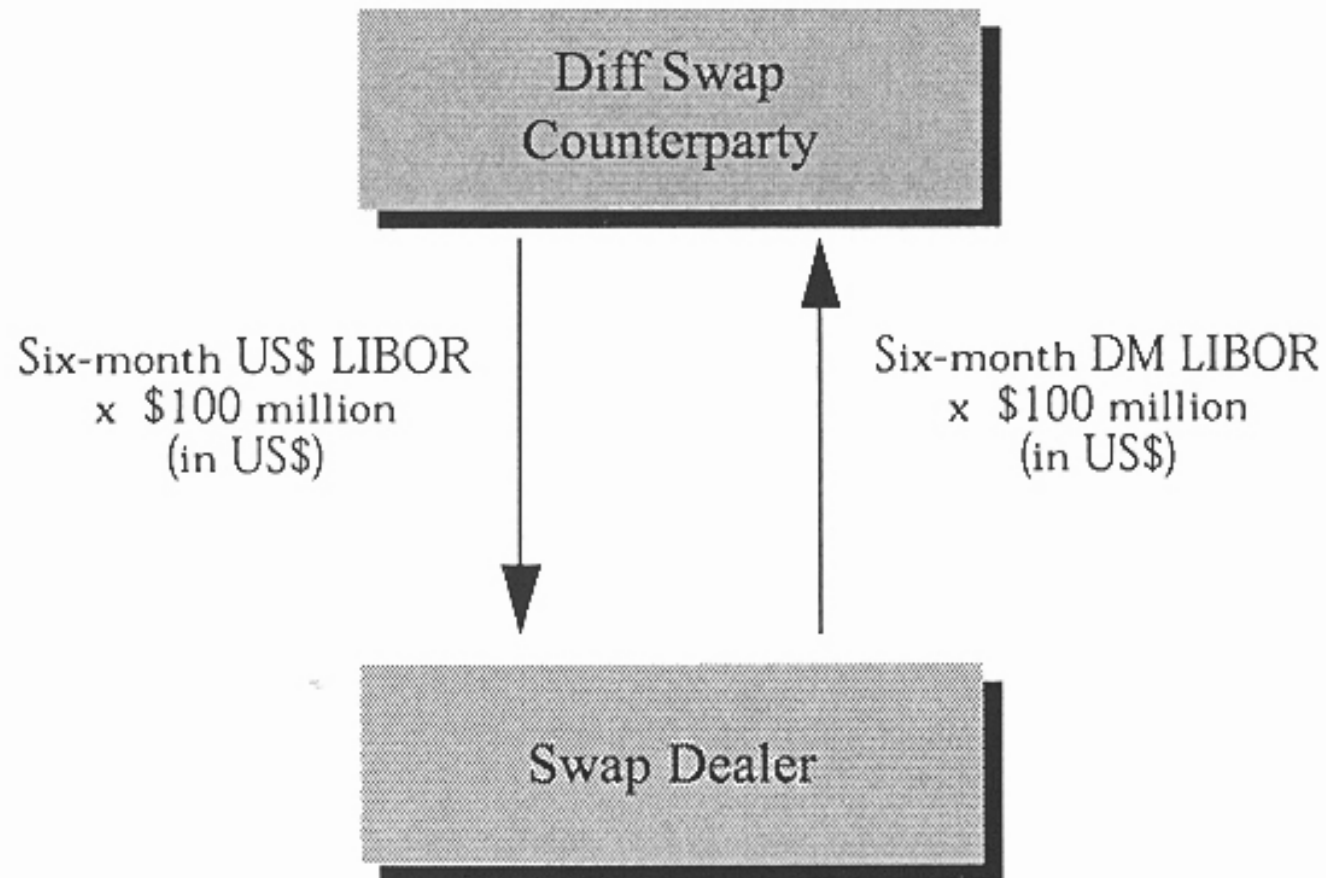 Diff Swap
Counterparty
Six-month US$ LIBOR
x $100 million
(in US$)
Six-month DM LIBOR
x $100 million
(in US$)
Swap Dealer